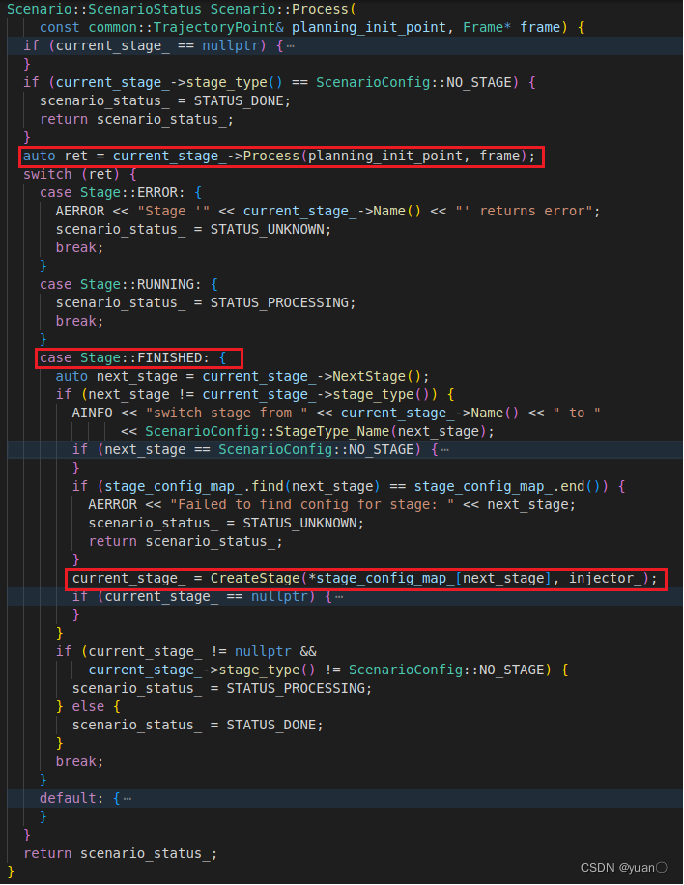 Scenario::ScenarioStatus Scenario::Process(
    const common::TrajectoryPoint& planning_init_point, Frame* frame) {
  if (current_stage_ == nullptr) {⋯
  }
  if (current_stage_->stage_type() == ScenarioConfig::NO_STAGE) {
    scenario_status_ = STATUS_DONE;
    return scenario_status_;
  }
  auto ret = current_stage_->Process(planning_init_point, frame);
  switch (ret) {
    case Stage::ERROR: {
      AERROR << "Stage '" << current_stage_->Name() << "' returns error";
      scenario_status_ = STATUS_UNKNOWN;
      break;
    }
    case Stage::RUNNING: {
      scenario_status_ = STATUS_PROCESSING;
      break;
    }
    case Stage::FINISHED: {
      auto next_stage = current_stage_->NextStage();
      if (next_stage != current_stage_->stage_type()) {
        AINFO << "switch stage from " << current_stage_->Name() << " to "
              << ScenarioConfig::StageType_Name(next_stage);
        if (next_stage == ScenarioConfig::NO_STAGE) {⋯
        }
        if (stage_config_map_.find(next_stage) == stage_config_map_.end()) {
          AERROR << "Failed to find config for stage: " << next_stage;
          scenario_status_ = STATUS_UNKNOWN;
          return scenario_status_;
        }
        current_stage_ = CreateStage(*stage_config_map_[next_stage], injector_);
        if (current_stage_ == nullptr) {⋯
        }
      }
      if (current_stage_ != nullptr &&
          current_stage_->stage_type() != ScenarioConfig::NO_STAGE) {
        scenario_status_ = STATUS_PROCESSING;
      } else {
        scenario_status_ = STATUS_DONE;
      }
      break;
    }
    default: {⋯
    }
  }
  return scenario_status_;
}
CSDN @yuan〇